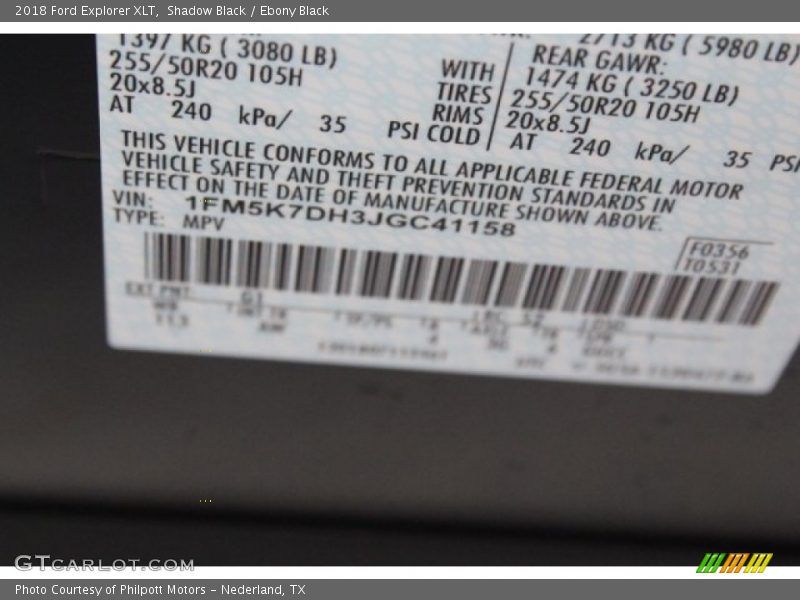 2018 Ford Explorer XLT, Shadow Black / Ebony Black
1397 KG ( 3080 LB)
255/50R20 105H
20x8.5J
AT 240 kPa/ 35 PSI COLD
WITH
TIRES
RIMS
2713 KG ( 5980 LB)
REAR GAWR:
1474 KG ( 3250 LB)
255/50R20 105H
20x8.5J
AT 240 kPa/ 35 PSI
THIS VEHICLE CONFORMS TO ALL APPLICABLE FEDERAL MOTOR
VEHICLE SAFETY AND THEFT PREVENTION STANDARDS IN
EFFECT ON THE DATE OF MANUFACTURE SHOWN ABOVE.
VIN: 1FM5K7DH3JGC41158
TYPE: MPV
F0356
T0531
EXT PNT: G1
GTCARLOT.COM
Photo Courtesy of Philpott Motors - Nederland, TX